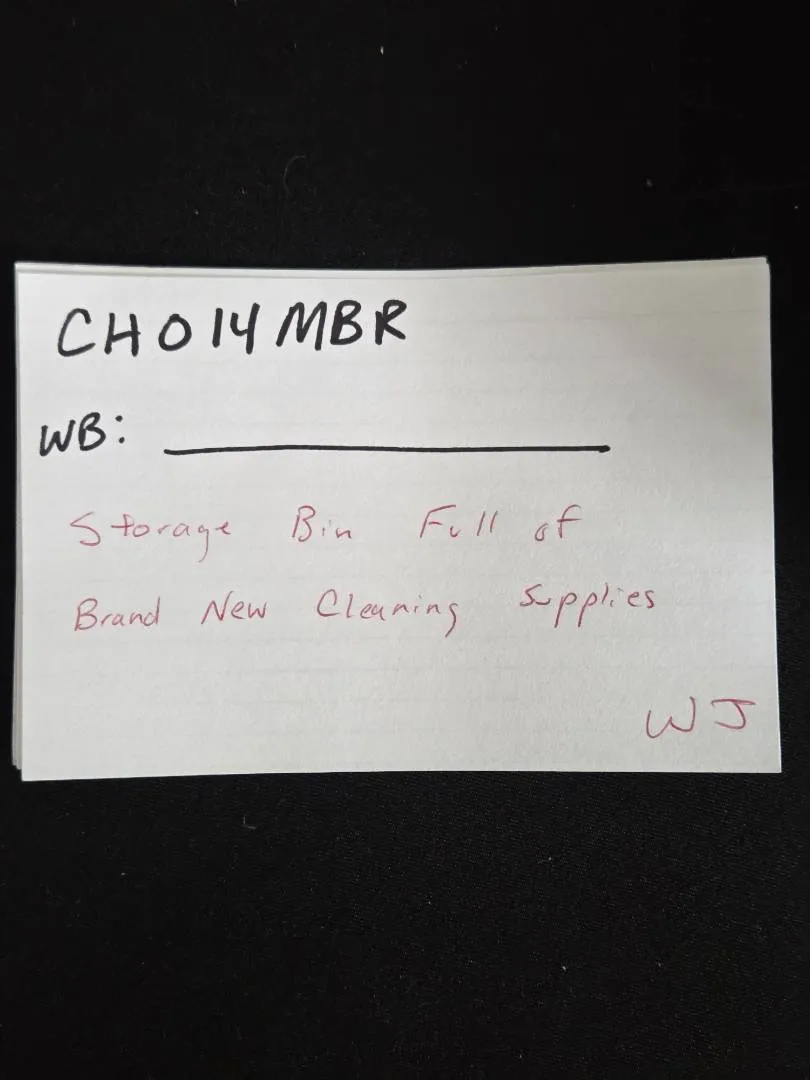 CH014MBR
WB:
Storage Bin Full of
Brand New Cleaning Supplies
WJ